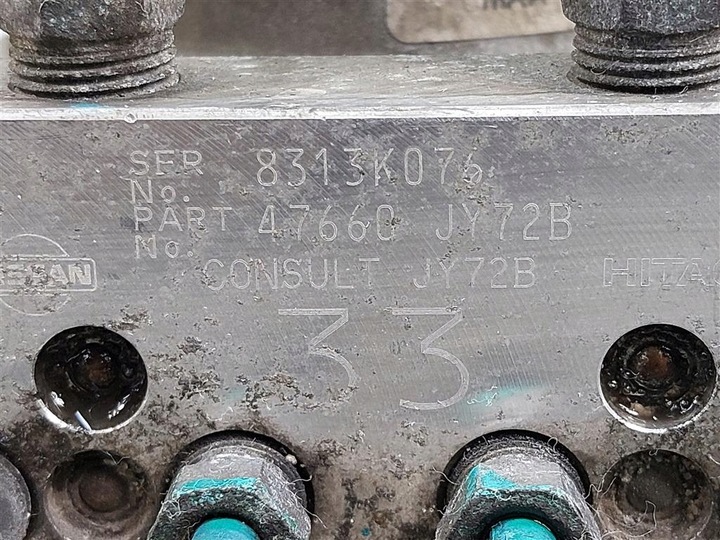 SER 8313K076
No.
PART 47660 JY72B
No.
CONSULT JY72B
33